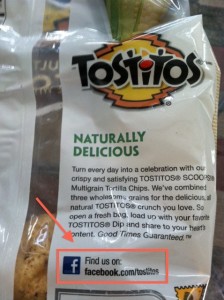 TOSTITOS
®
NATURALLY
DELICIOUS
Turn every day into a celebration with our
crispy and satisfying TOSTITOS® SCOOPS
Multigrain Tortilla Chips. We've combined
three whole grains for the delicious, all
natural TOSTITOS® crunch you love. So
open a fresh bag, load up with your favorite
TOSTITOS® Dip and share to your heart's
content. Good Times Guaranteed.™
f Find us on:
facebook.com/tostitos